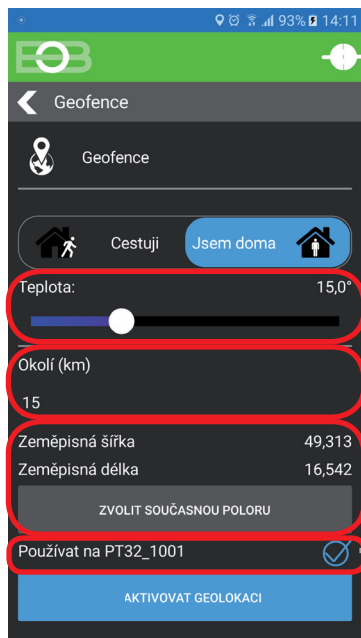 93% 14:11
EOB
Geofence
Geofence
Cestuji Jsem doma
Teplota: 15,0°
Okolí (km)
15
Zeměpisná šířka 49,313
Zeměpisná délka 16,542
ZVOLIT SOUČASNOU POLORU
Používat na PT32_1001
AKTIVOVAT GEOLOKACI